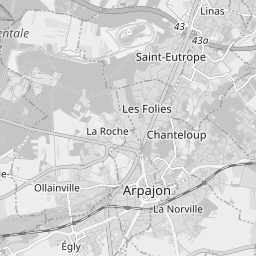 Linas
43
43a
Saint-Eutrope
Les Folies
La Roche
Chanteloup
Ollainville
Arpajon
La Norville
Égly